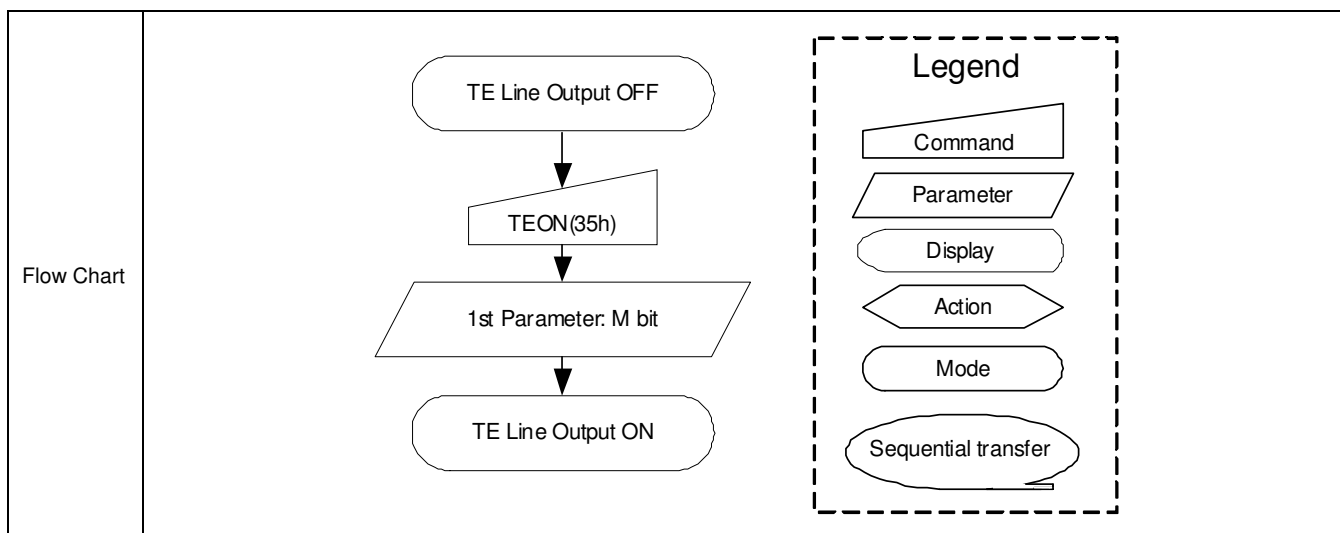 Flow Chart
TE Line Output OFF
TEON(35h)
1st Parameter: M bit
TE Line Output ON
Legend
Command
Parameter
Display
Action
Mode
Sequential transfer